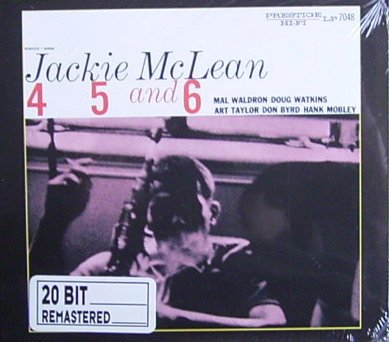 PRESTIGE LP 7048
HI-FI
Jackie McLean
4 5 and 6
MAL WALDRON DOUG WATKINS
ART TAYLOR DON BYRD HANK MOBLEY
20 BIT
REMASTERED